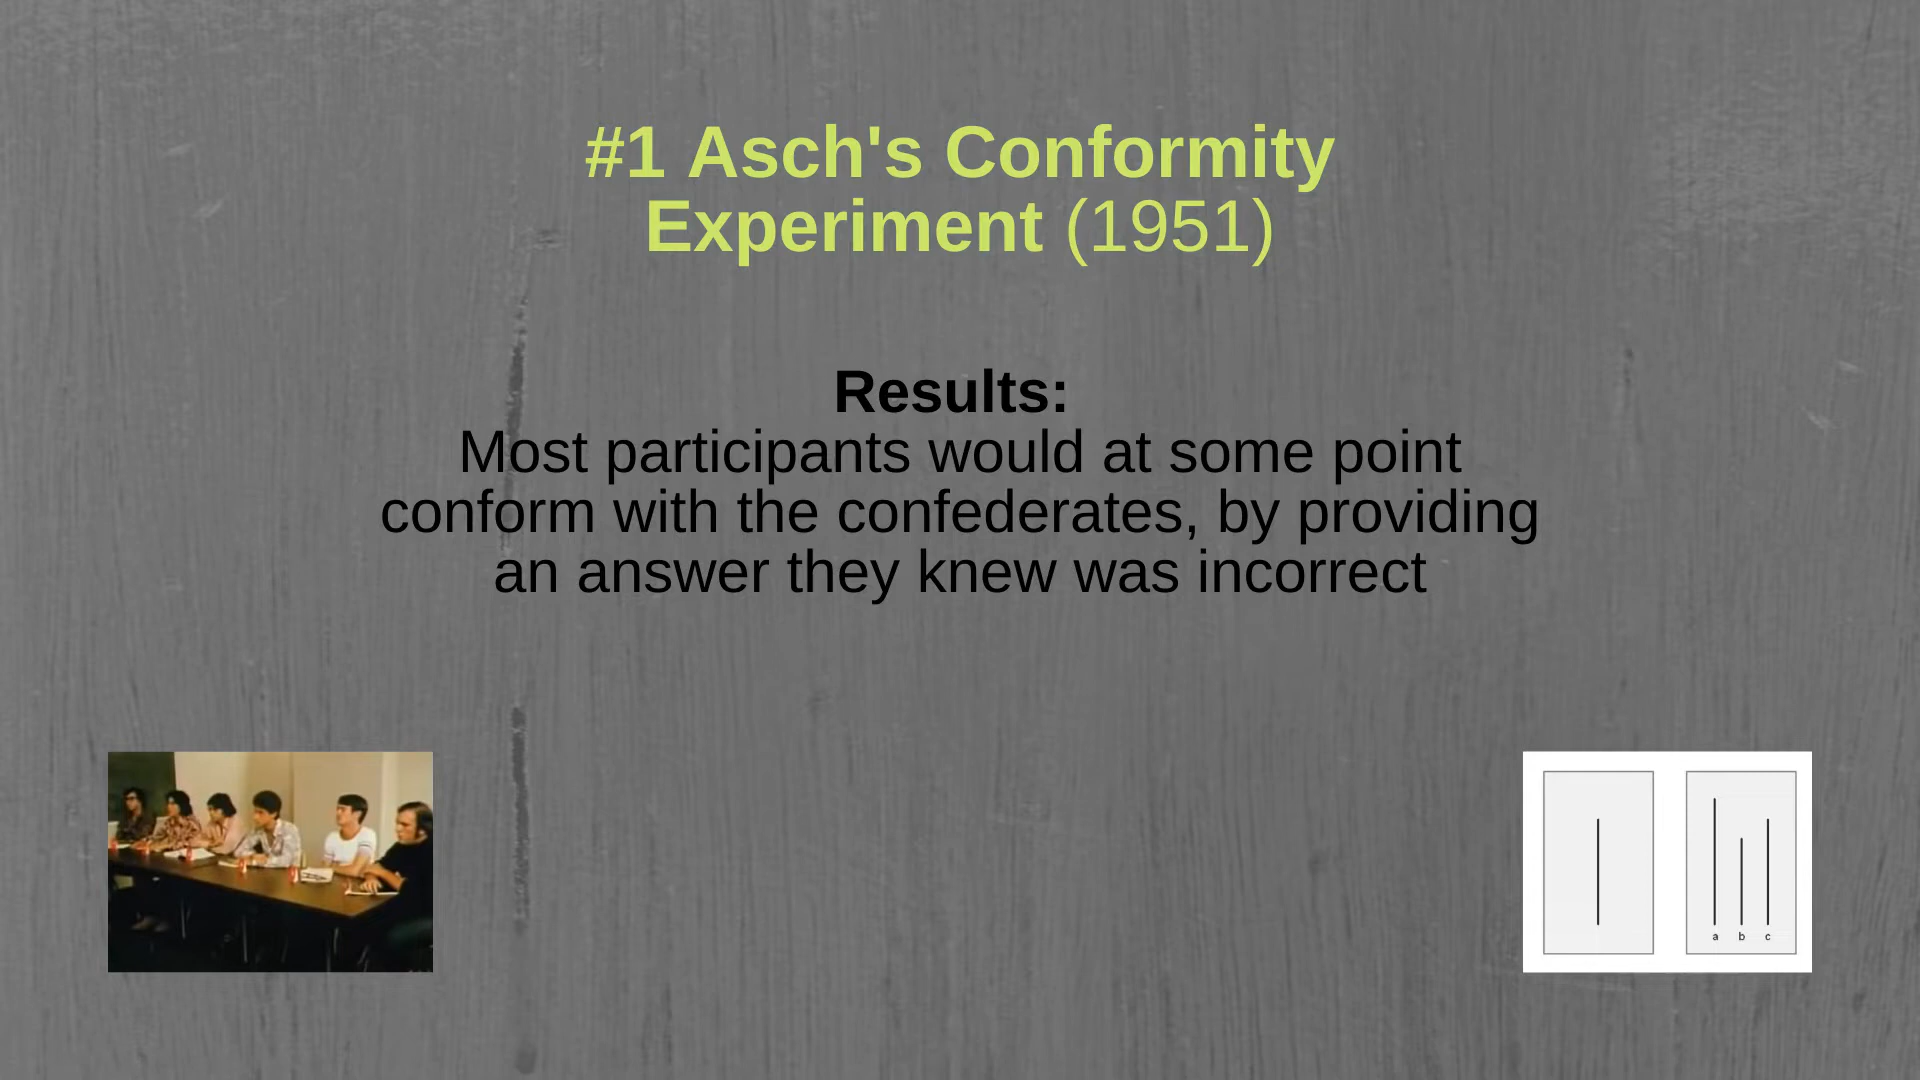 #1 Asch's Conformity
Experiment (1951)
Results:
Most participants would at some point
conform with the confederates, by providing
an answer they knew was incorrect
a b c